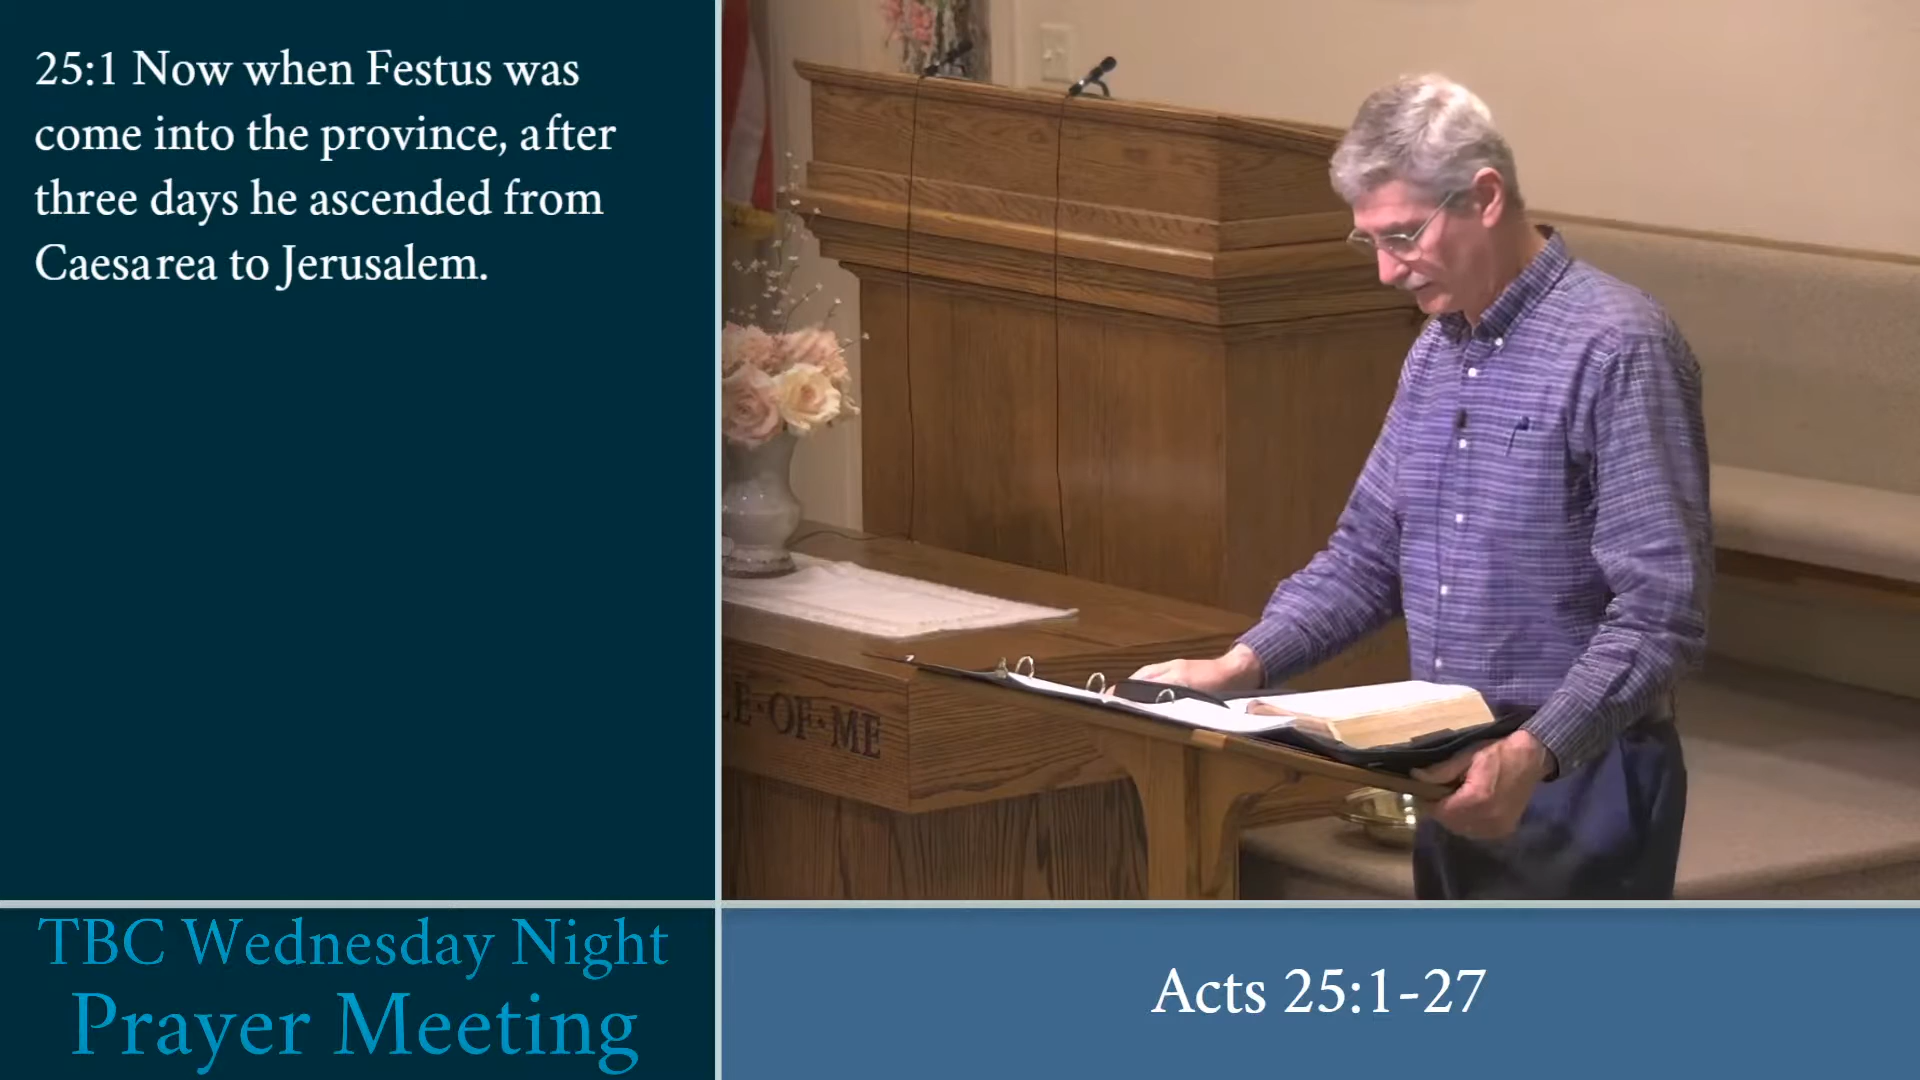 25:1 Now when Festus was
come into the province, after
three days he ascended from
Caesarea to Jerusalem.
OF·ME
TBC Wednesday Night
Prayer Meeting
Acts 25:1-27